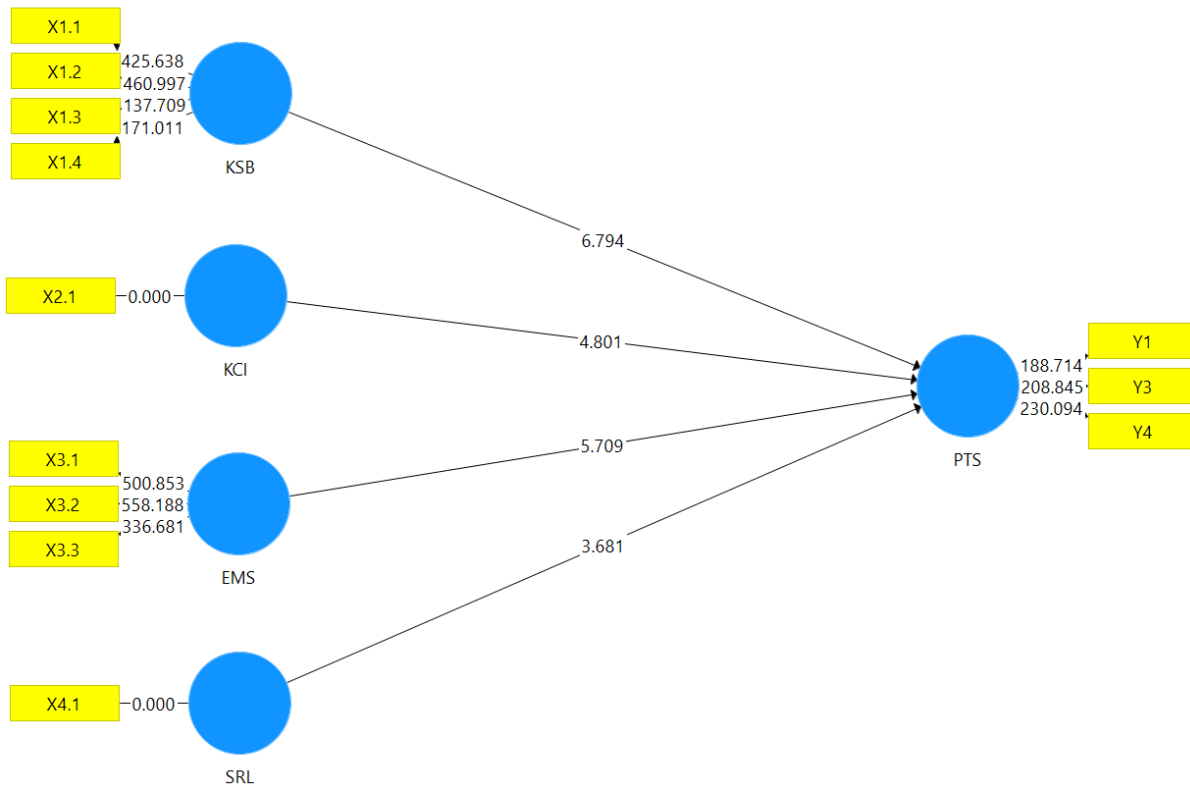 X1.1
X1.2
X1.3
X1.4
425.638
460.997
137.709
171.011
KSB
6.794
X2.1
0.000
KCI
4.801
X3.1
X3.2
X3.3
500.853
558.188
336.681
EMS
5.709
X4.1
0.000
SRL
3.681
PTS
188.714
208.845
230.094
Y1
Y3
Y4